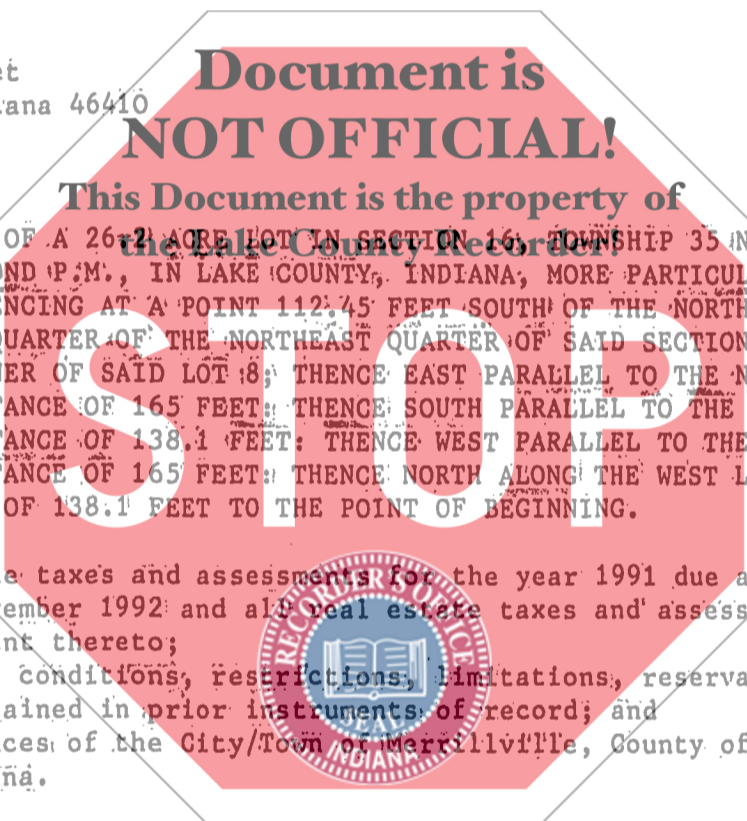 Document is
ana 46410
NOT OFFICIAL!
This Document is the property of
the Lake County Recorder!
OF A 26.2 ACRE LOT IN SECTION 16, TOWNSHIP 35 N
OND P.M., IN LAKE COUNTY, INDIANA, MORE PARTICUL
NCING AT A POINT 112.45 FEET SOUTH OF THE NORTH
QUARTER OF THE NORTHEAST QUARTER OF SAID SECTION
ER OF SAID LOT 8, THENCE EAST PARALLEL TO THE N
ANCE OF 165 FEET: THENCE SOUTH PARALLEL TO THE
ANCE OF 138.1 FEET: THENCE WEST PARALLEL TO THE
ANCE OF 165 FEET: THENCE NORTH ALONG THE WEST L
OF 138.1 FEET TO THE POINT OF BEGINNING.
STOP
e taxes and assessments for the year 1991 due a
ember 1992 and all real estate taxes and assess
nt thereto;
conditions, restrictions, limitations, reserva
ained in prior instruments of record; and
ces of the City/Town of Merrillville, County of
na.
RECORDER'S OFFICE
SEAL
INDIANA